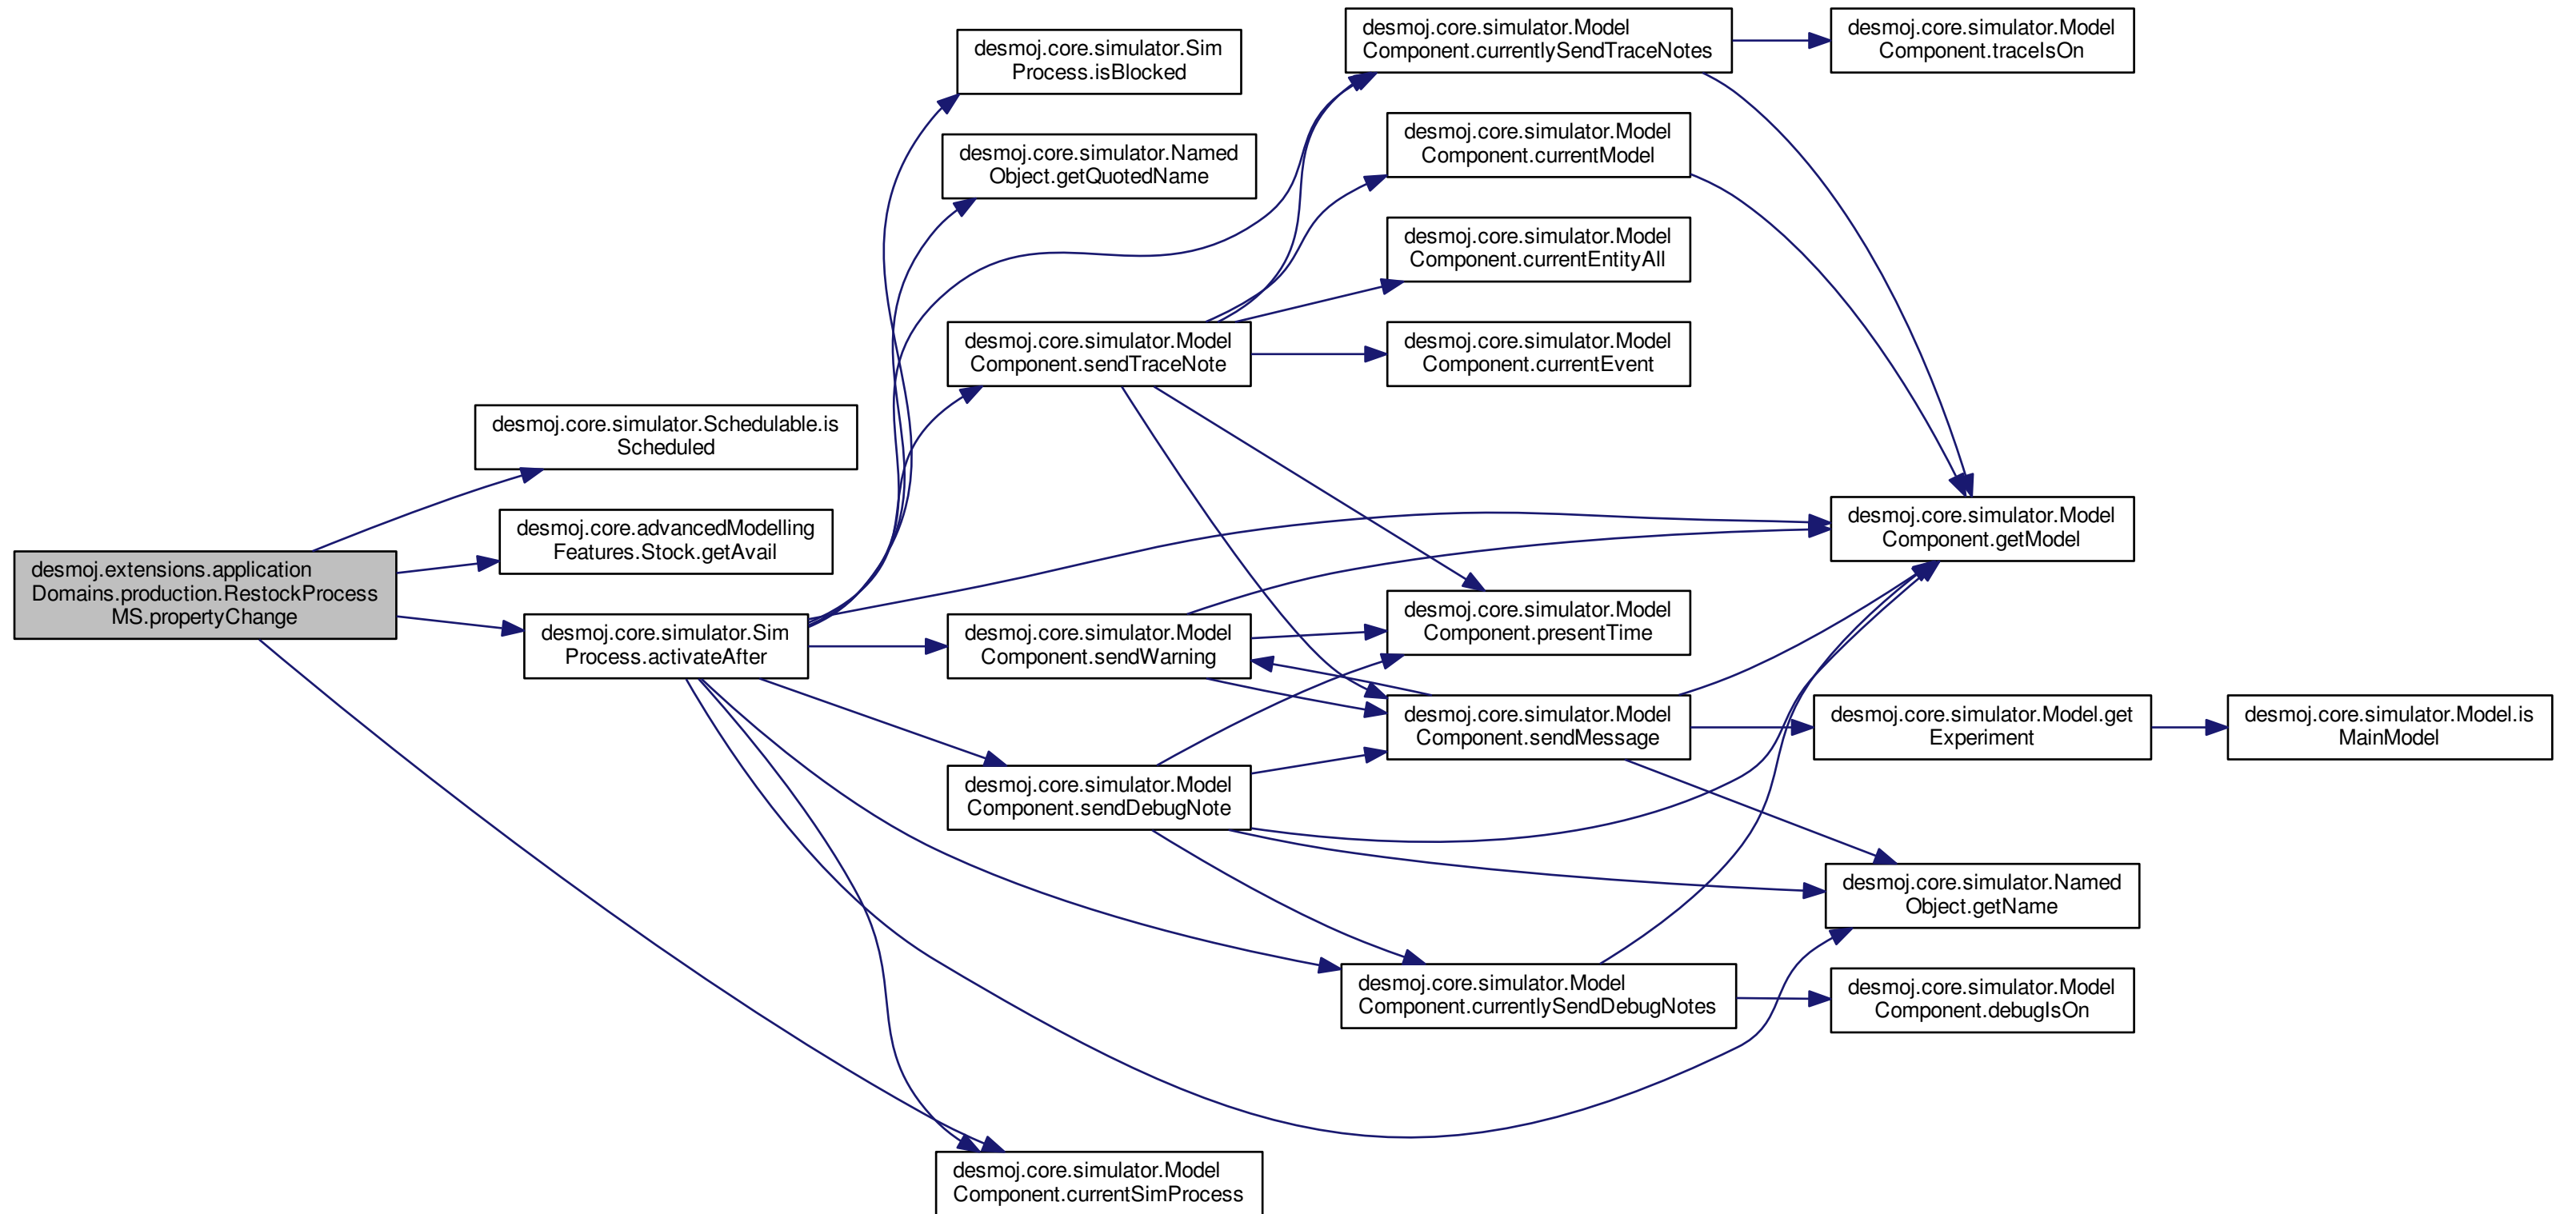 desmoj.extensions.application
Domains.production.RestockProcess
MS.propertyChange
desmoj.core.simulator.Schedulable.is
Scheduled
desmoj.core.advancedModelling
Features.Stock.getAvail
desmoj.core.simulator.Sim
Process.activateAfter
desmoj.core.simulator.Sim
Process.isBlocked
desmoj.core.simulator.Named
Object.getQuotedName
desmoj.core.simulator.Model
Component.sendTraceNote
desmoj.core.simulator.Model
Component.sendWarning
desmoj.core.simulator.Model
Component.sendDebugNote
desmoj.core.simulator.Model
Component.currentSimProcess
desmoj.core.simulator.Model
Component.currentlySendTraceNotes
desmoj.core.simulator.Model
Component.currentModel
desmoj.core.simulator.Model
Component.currentEntityAll
desmoj.core.simulator.Model
Component.currentEvent
desmoj.core.simulator.Model
Component.presentTime
desmoj.core.simulator.Model
Component.sendMessage
desmoj.core.simulator.Model
Component.currentlySendDebugNotes
desmoj.core.simulator.Model
Component.traceIsOn
desmoj.core.simulator.Model
Component.getModel
desmoj.core.simulator.Model.get
Experiment
desmoj.core.simulator.Named
Object.getName
desmoj.core.simulator.Model
Component.debugIsOn
desmoj.core.simulator.Model.is
MainModel